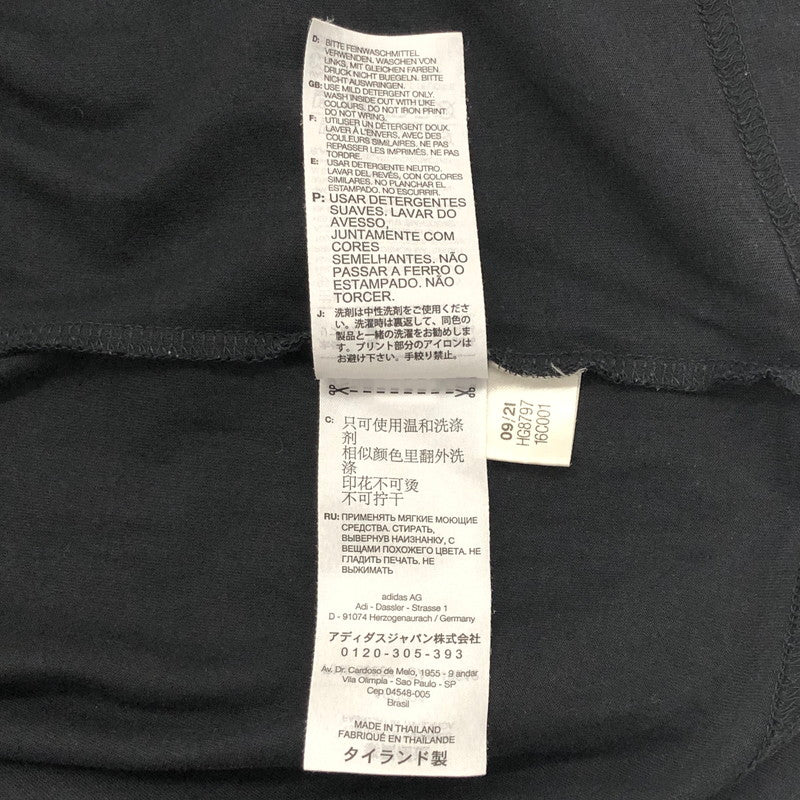 D: BITTE FEINWASCHMITTEL
VERWENDEN. WASCHEN VON
LINKS, MIT GLEICHEN FARBEN.
DRUCK NICHT BUEGELN. BITTE
NICHT AUSWRINGEN.
GB: USE MILD DETERGENT ONLY.
WASH INSIDE OUT WITH LIKE
COLOURS. DO NOT IRON PRINT.
DO NOT WRING.
F: UTILISER UN DÉTERGENT DOUX.
LAVER À L'ENVERS, AVEC DES
COULEURS SIMILAIRES. NE PAS
REPASSER LES IMPRIMÉS. NE PAS
TORDRE.
E: USAR DETERGENTE NEUTRO.
LAVAR DEL REVÉS, CON COLORES
SIMILARES. NO PLANCHAR EL
ESTAMPADO. NO ESCURRIR.
P: USAR DETERGENTES
SUAVES. LAVAR DO
AVESSO,
JUNTAMENTE COM
CORES
SEMELHANTES. NÃO
PASSAR A FERRO O
ESTAMPADO. NÃO
TORCER.
J: 洗剤は中性洗剤をご使用くださ
い。洗濯時は裏返して、同色の
製品と一緒の洗濯をお勧めしま
す。プリント部分のアイロンは
お避け下さい。手絞り禁止。
C: 只可使用温和洗涤
剂
相似颜色里翻外洗
涤
印花不可烫
不可拧干
RU: ПРИМЕНЯТЬ МЯГКИЕ МОЮЩИЕ
СРЕДСТВА. СТИРАТЬ,
ВЫВЕРНУВ НАИЗНАНКУ, С
ВЕЩАМИ ПОХОЖЕГО ЦВЕТА. НЕ
ГЛАДИТЬ ПЕЧАТЬ. НЕ
ВЫЖИМАТЬ
adidas AG
Adi - Dassler - Strasse 1
D - 91074 Herzogenaurach / Germany
アディダスジャパン株式会社
0120-305-393
Av. Dr. Cardoso de Melo, 1955 - 9 andar
Vila Olimpia - Sao Paulo - SP
Cep 04548-005
Brasil
MADE IN THAILAND
FABRIQUÉ EN THAÏLANDE
タイランド製
09/21
HG8797
16C001